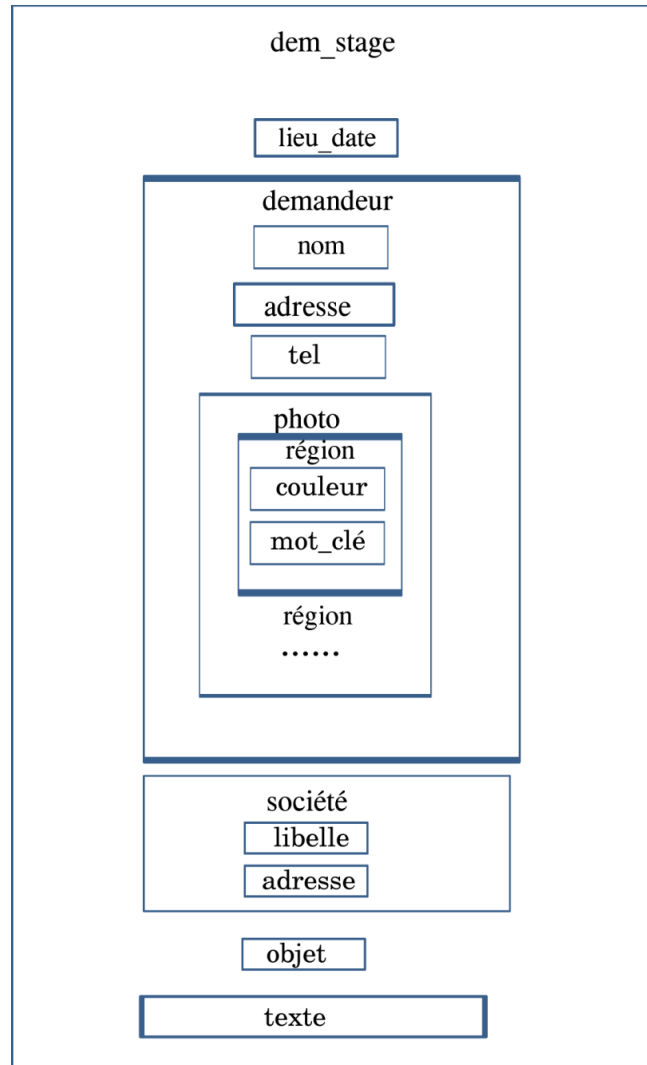 dem_stage
lieu_date
demandeur
nom
adresse
tel
photo
région
couleur
mot_clé
région
......
société
libelle
adresse
objet
texte